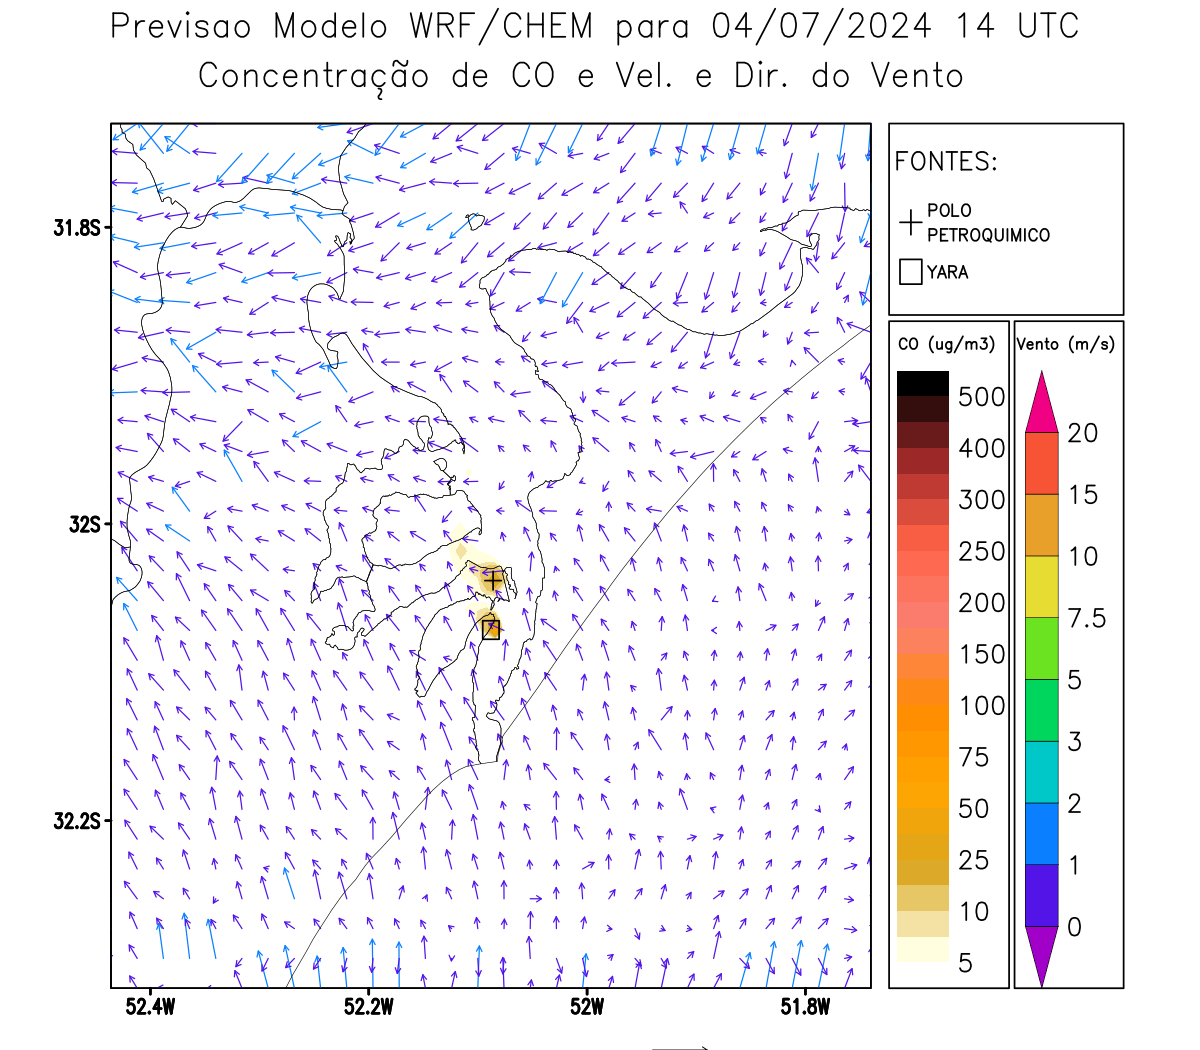 Previsao Modelo WRF/CHEM para 04/07/2024 14 UTC
Concentração de CO e Vel. e Dir. do Vento
FONTES:
POLO
PETROQUIMICO
YARA
CO (ug/m3)
500
400
300
250
200
150
100
75
50
25
10
5
Vento (m/s)
20
15
10
7.5
5
3
2
1
0
31.8S
32S
32.2S
52.4W
52.2W
52W
51.8W